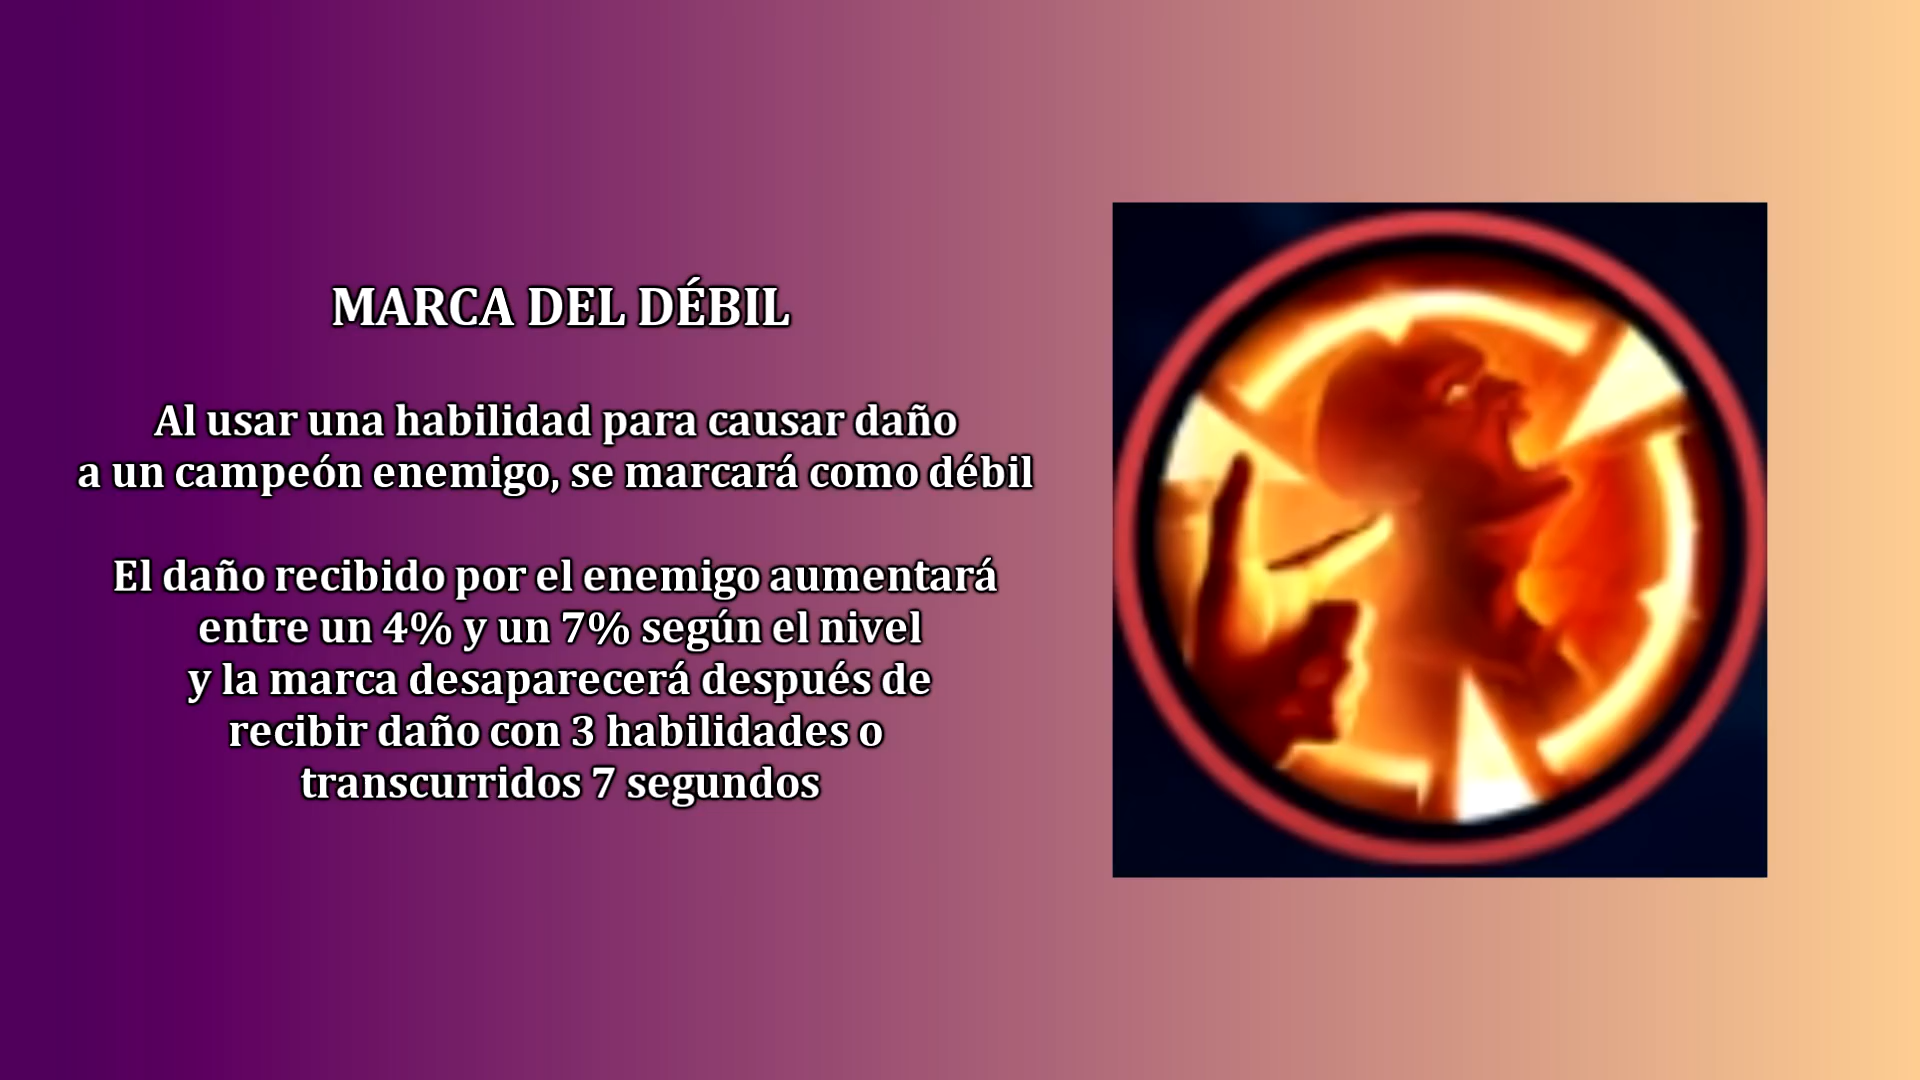 MARCA DEL DÉBIL
Al usar una habilidad para causar daño
a un campeón enemigo, se marcará como débil
El daño recibido por el enemigo aumentará
entre un 4% y un 7% según el nivel
y la marca desaparecerá después de
recibir daño con 3 habilidades o
transcurridos 7 segundos